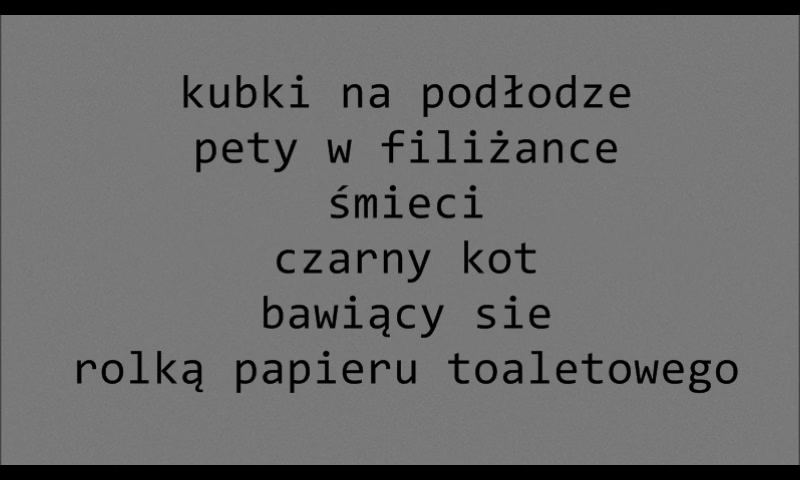 kubki na podłodze
pety w filiżance
śmieci
czarny kot
bawiący sie
rolką papieru toaletowego